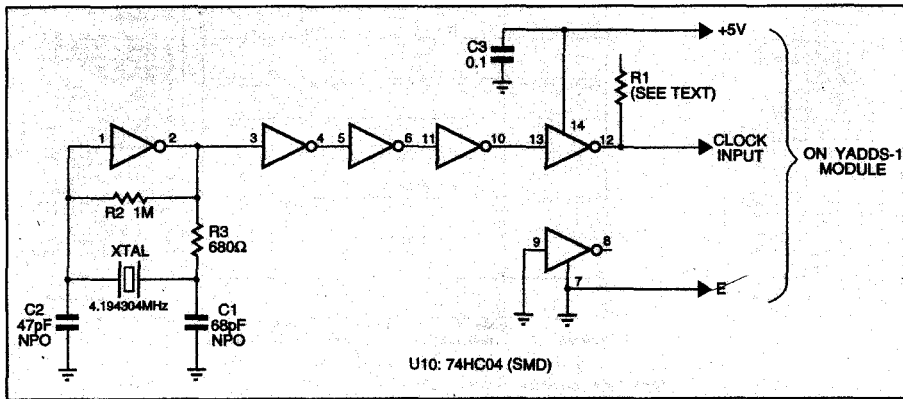 +5V
C3
0.1
R1
(SEE TEXT)
14
1
2
3
4
5
6
11
10
13
12
CLOCK
INPUT
ON YADDS-1
MODULE
R2 1M
R3
680Ω
9
8
XTAL
7
E
4.194304MHz
C2
47pF
NPO
C1
68pF
NPO
U10: 74HC04 (SMD)